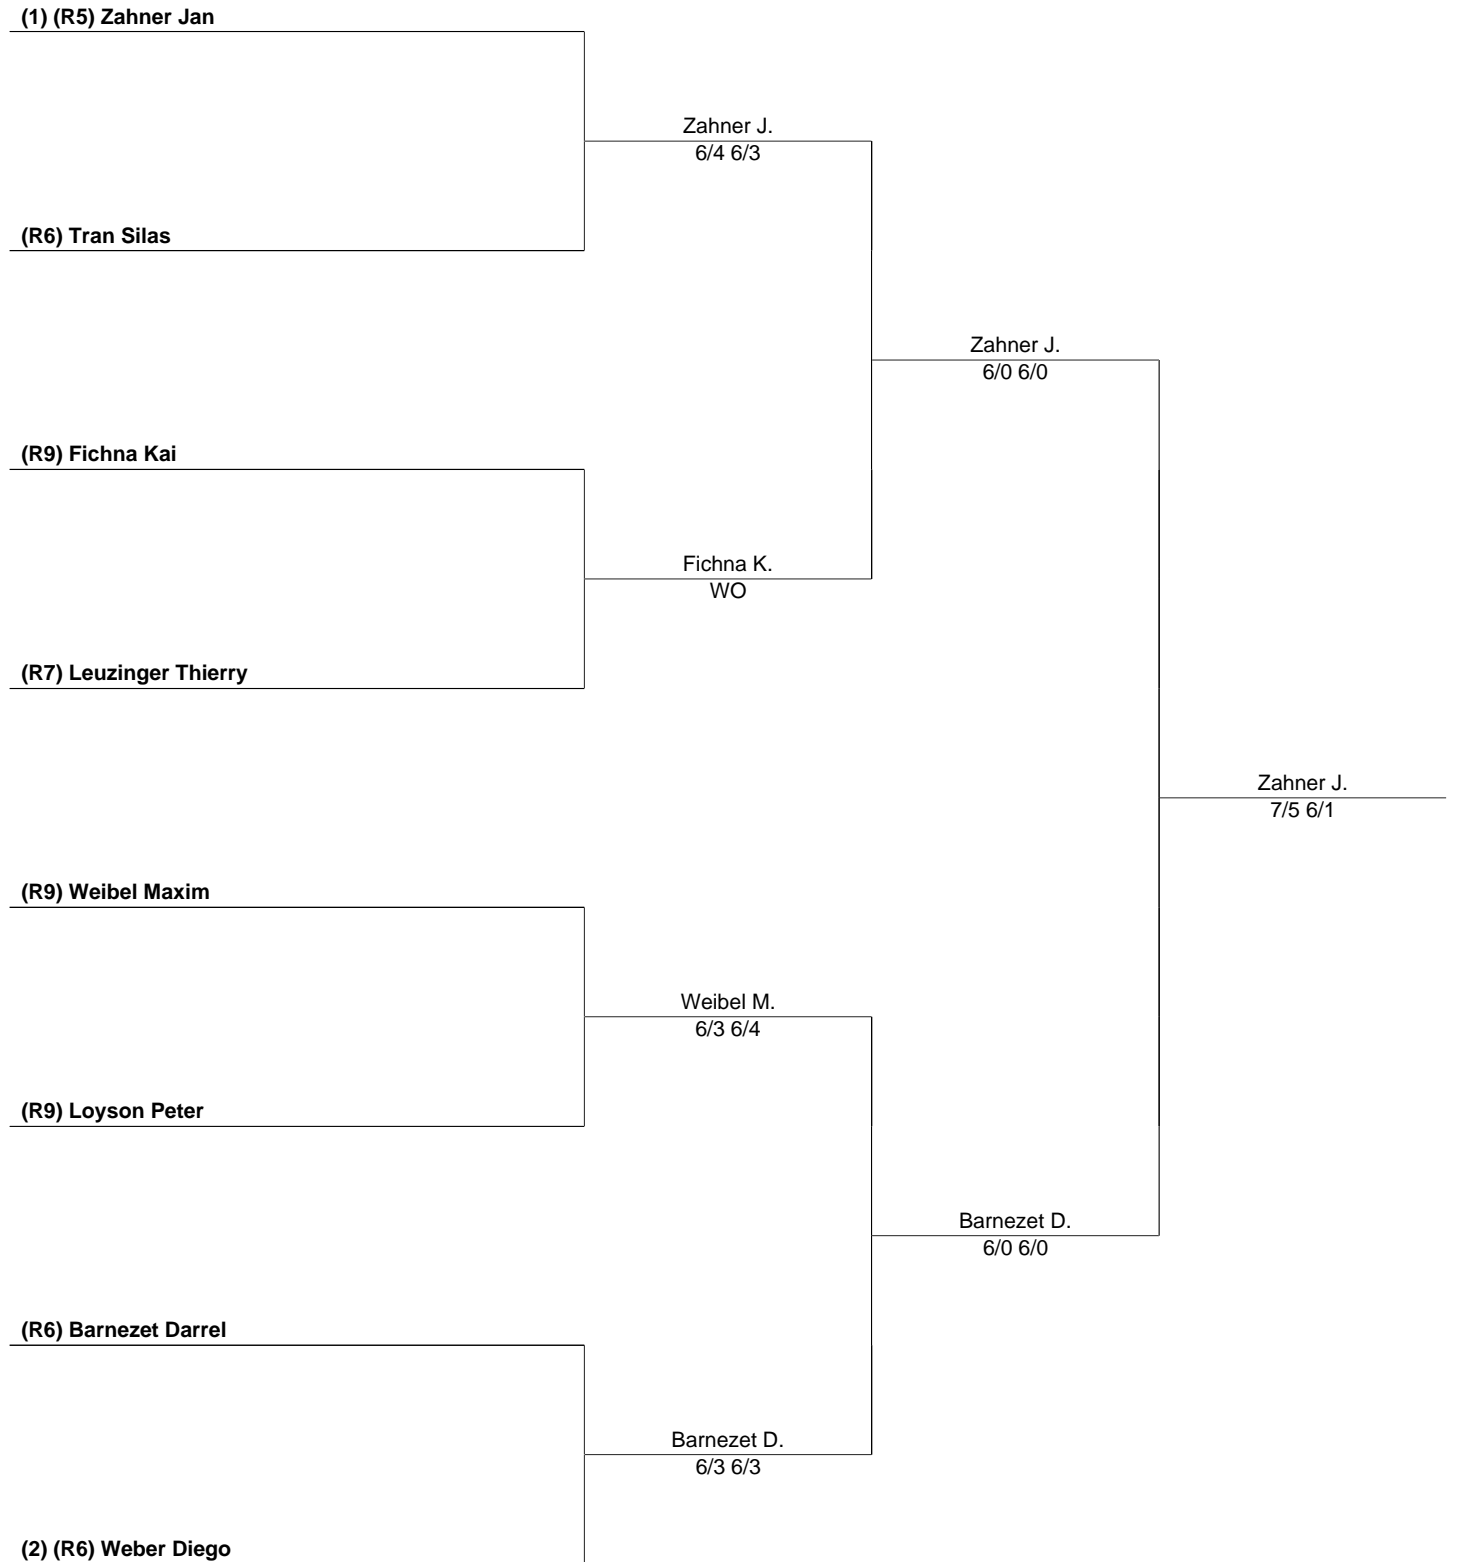 (1) (R5) Zahner Jan
Zahner J.
6/4 6/3
(R6) Tran Silas
Zahner J.
6/0 6/0
(R9) Fichna Kai
Fichna K.
WO
(R7) Leuzinger Thierry
Zahner J.
7/5 6/1
(R9) Weibel Maxim
Weibel M.
6/3 6/4
(R9) Loyson Peter
Barnezet D.
6/0 6/0
(R6) Barnezet Darrel
Barnezet D.
6/3 6/3
(2) (R6) Weber Diego